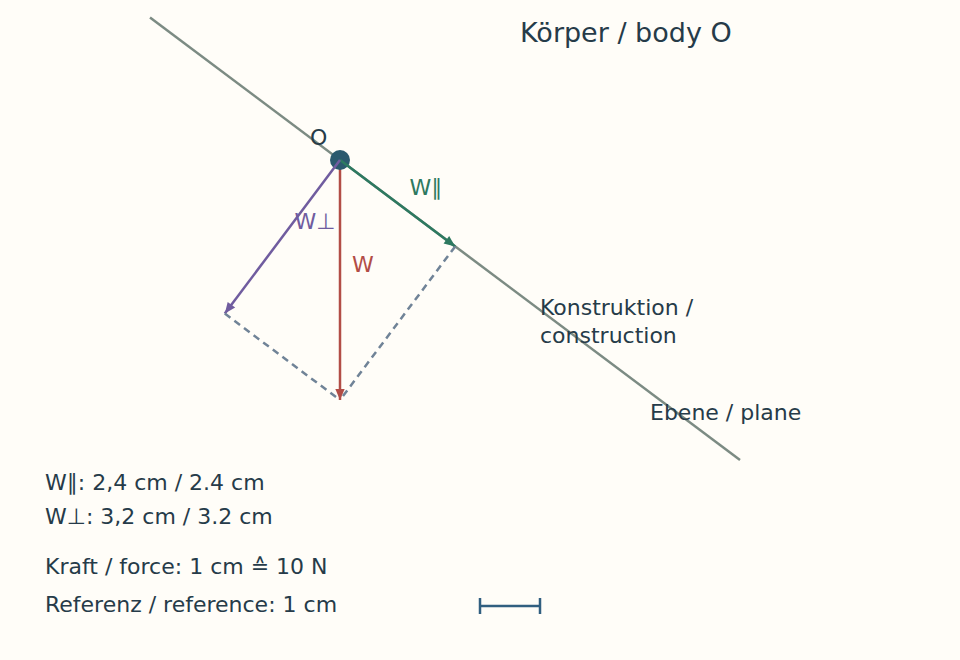 Körper / body O
O
W∥
W⊥
W
Konstruktion /
construction
Ebene / plane
W∥: 2,4 cm / 2.4 cm
W⊥: 3,2 cm / 3.2 cm
Kraft / force: 1 cm ≙ 10 N
Referenz / reference: 1 cm